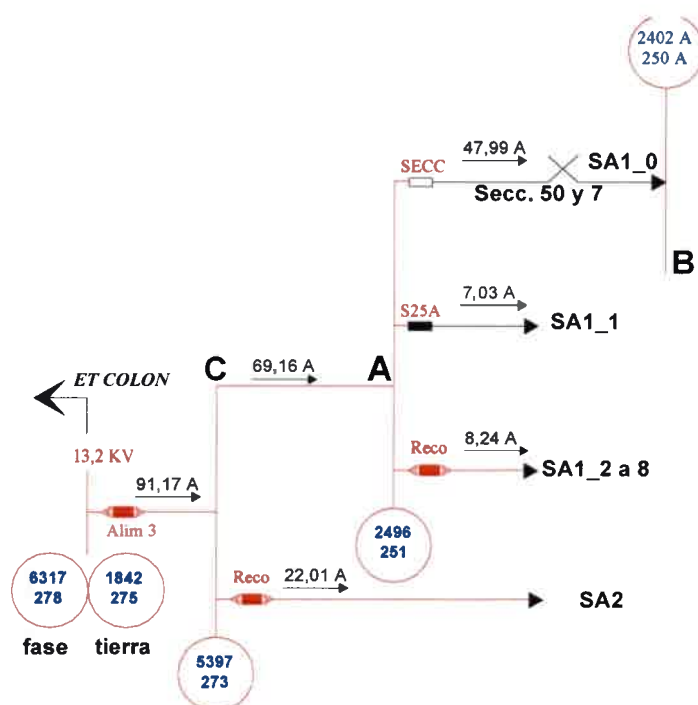 2402 A
250 A
47,99 A
SECC
SA1_0
Secc. 50 y 7
B
7,03 A
S25A
SA1_1
C
69,16 A
A
ET COLON
8,24 A
Reco
SA1_2 a 8
13,2 KV
91,17 A
Alim 3
2496
251
6317
278
1842
275
Reco
22,01 A
SA2
fase
tierra
5397
273